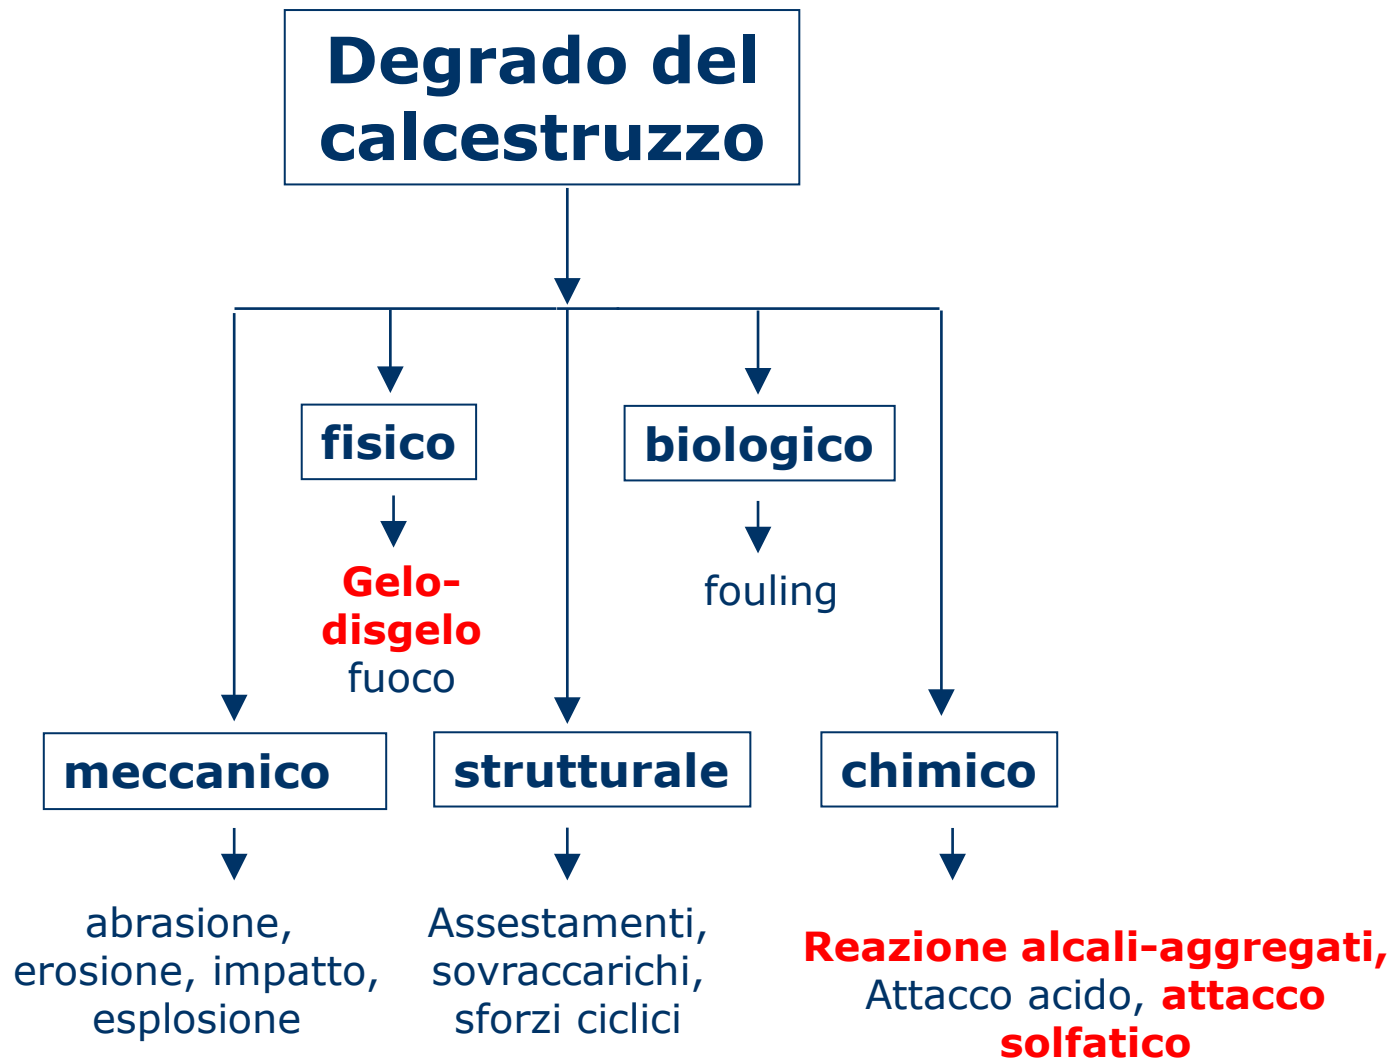 Degrado del
calcestruzzo
fisico
biologico
Gelo-
disgelo
fuoco
fouling
meccanico
strutturale
chimico
abrasione,
erosione, impatto,
esplosione
Assestamenti,
sovraccarichi,
sforzi ciclici
Reazione alcali-aggregati,
Attacco acido, attacco
solfatico